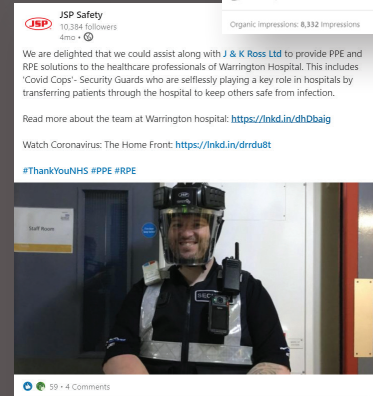 JSP
JSP Safety
10,384 followers
4mo •
Organic impressions: 8,332 Impressions
We are delighted that we could assist along with J & K Ross Ltd to provide PPE and
RPE solutions to the healthcare professionals of Warrington Hospital. This includes
'Covid Cops'- Security Guards who are selflessly playing a key role in hospitals by
transferring patients through the hospital to keep others safe from infection.
Read more about the team at Warrington hospital: https://lnkd.in/dhDbaig
Watch Coronavirus: The Home Front: https://lnkd.in/drrdu8t
#ThankYouNHS #PPE #RPE
Staff Room
59 • 4 Comments